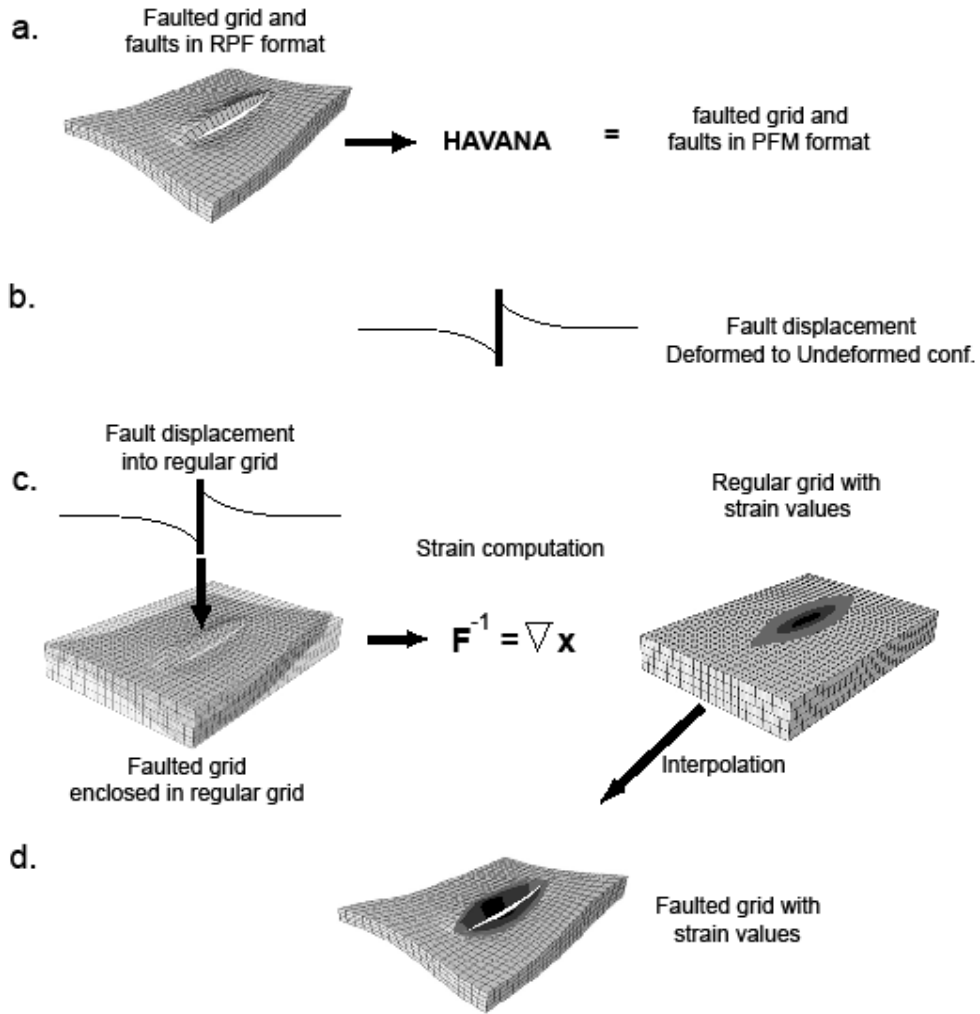 a.
Faulted grid and
faults in RPF format
HAVANA
=
faulted grid and
faults in PFM format
b.
Fault displacement
Deformed to Undeformed conf.
c.
Fault displacement
into regular grid
Strain computation
F⁻¹ = ∇x
Regular grid with
strain values
Faulted grid
enclosed in regular grid
Interpolation
d.
Faulted grid with
strain values